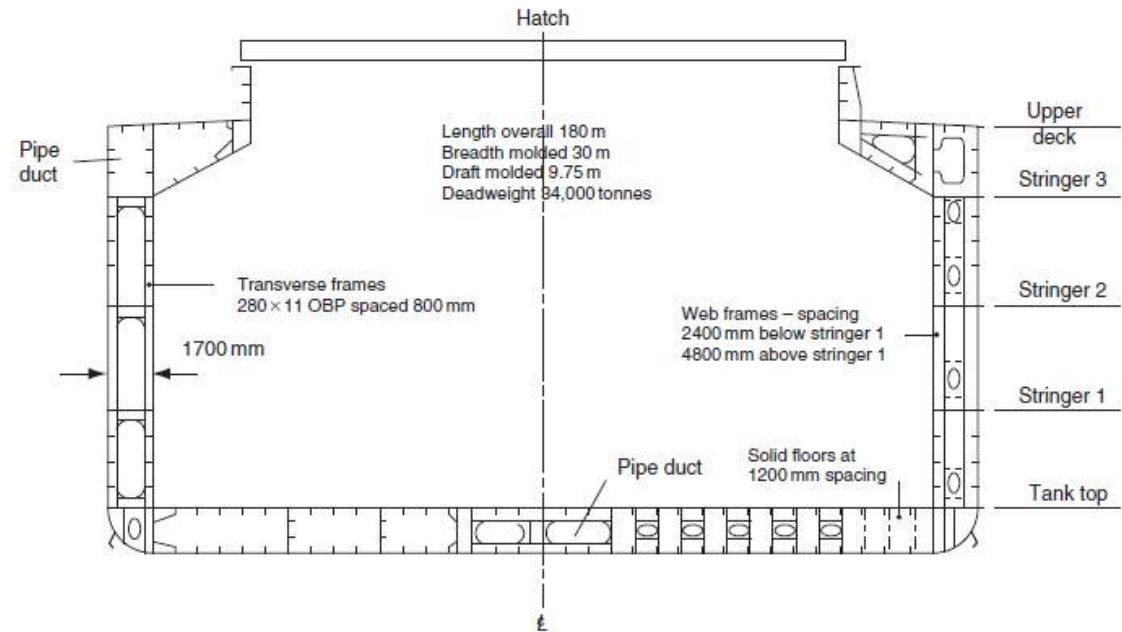 Hatch
Length overall 180 m
Breadth molded 30 m
Draft molded 9.75 m
Deadweight 34,000 tonnes
Upper
deck
Pipe
duct
Stringer 3
Transverse frames
280 × 11 OBP spaced 800 mm
Stringer 2
Web frames – spacing
2400 mm below stringer 1
4800 mm above stringer 1
1700 mm
Stringer 1
Pipe duct
Solid floors at
1200 mm spacing
Tank top
℄